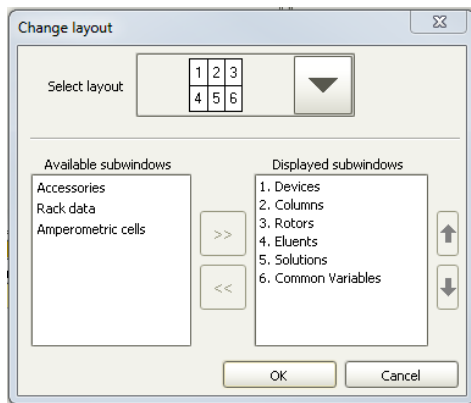 Change layout
Select layout
1 2 3
4 5 6
Available subwindows
Accessories
Rack data
Amperometric cells
>>
<<
Displayed subwindows
1. Devices
2. Columns
3. Rotors
4. Eluents
5. Solutions
6. Common Variables
OK
Cancel